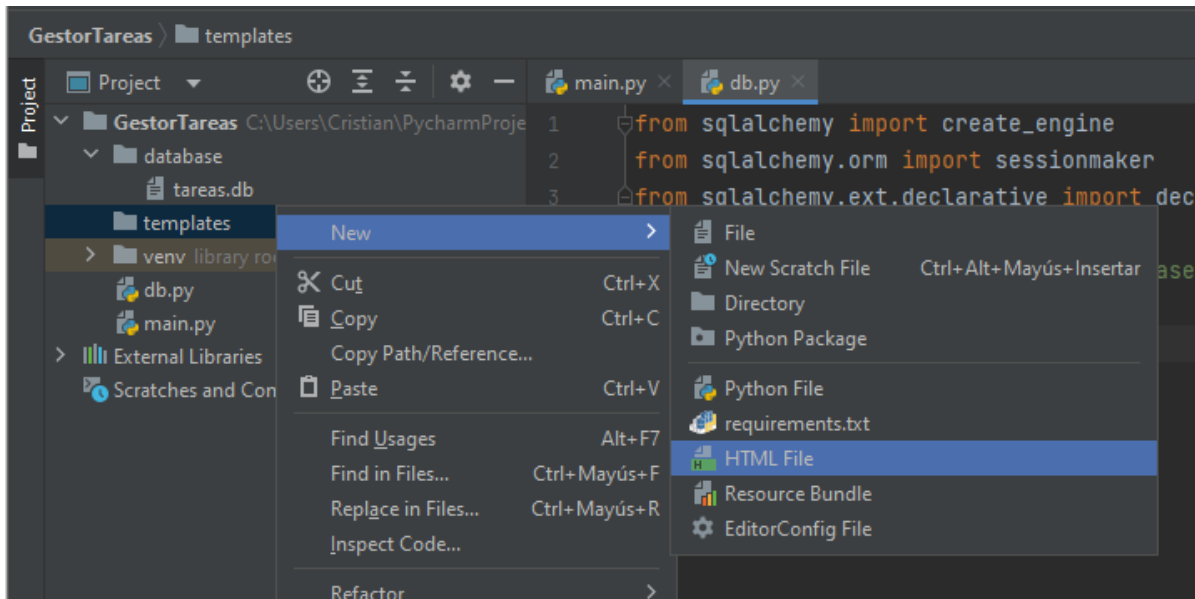 GestorTareas templates
Project
Project
main.py
db.py
GestorTareas C:\Users\Cristian\PycharmProje
database
tareas.db
templates
venv library
db.py
main.py
External Libraries
Scratches and
1 from sqlalchemy import create_engine
2 from sqlalchemy.orm import sessionmaker
3 from sqlalchemy.ext.declarative import
New
Cut Ctrl+X
Copy Ctrl+C
Copy Path/Reference...
Paste Ctrl+V
Find Usages Alt+F7
Find in Files... Ctrl+Mayús+F
Replace in Files... Ctrl+Mayús+R
Inspect Code...
Refactor
File
New Scratch File Ctrl+Alt+Mayús+Insertar
Directory
Python Package
Python File
requirements.txt
HTML File
Resource Bundle
EditorConfig File